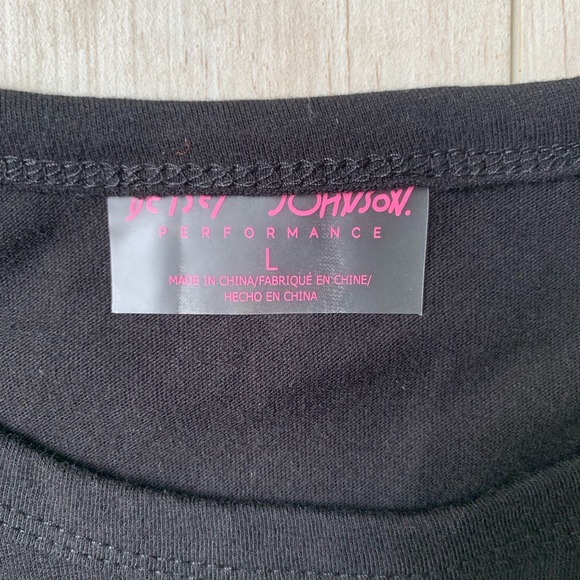 BETSEY JOHNSON.
PERFORMANCE
L
MADE IN CHINA/FABRIQUÉ EN CHINE/
HECHO EN CHINA